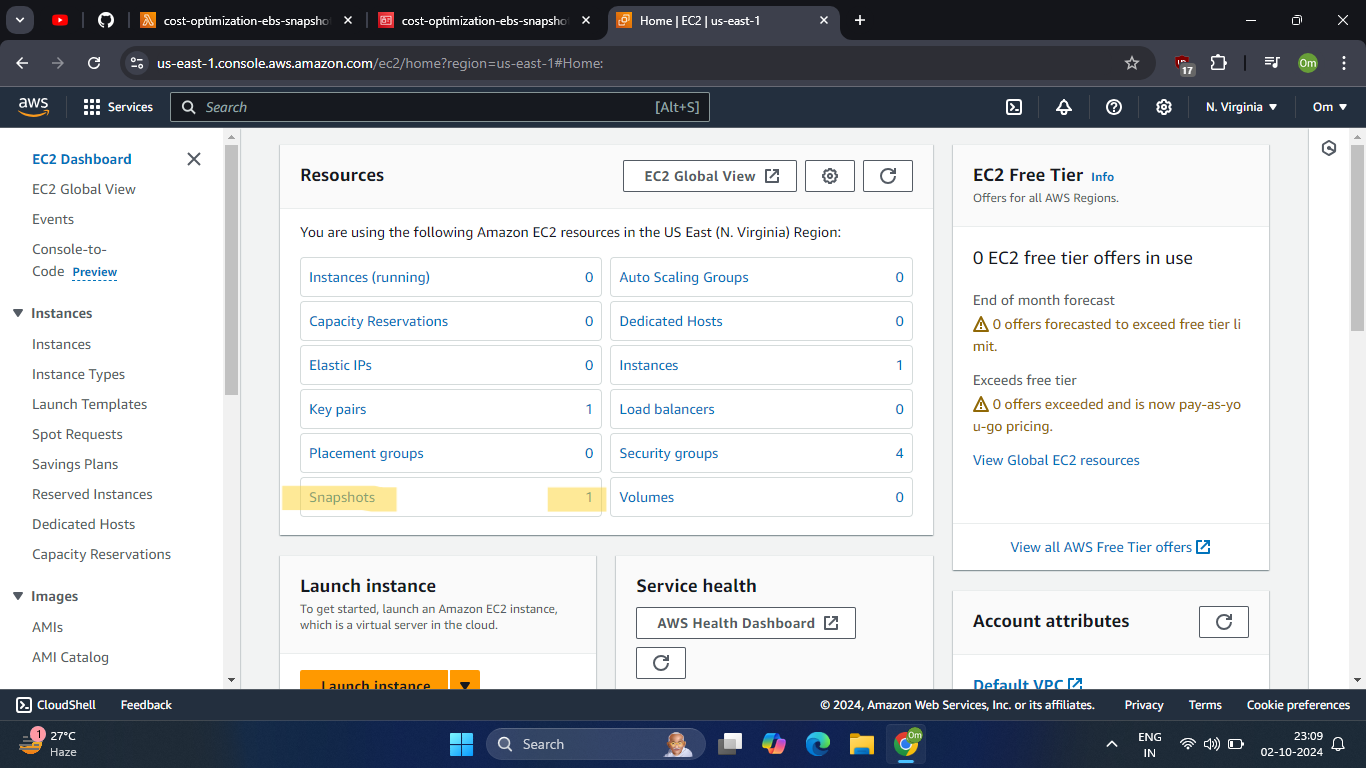 cost-optimization-ebs-snapsho
cost-optimization-ebs-snapsho
Home | EC2 | us-east-1
us-east-1.console.aws.amazon.com/ec2/home?region=us-east-1#Home:
17
Om
aws
Services
Search
[Alt+S]
N. Virginia
Om
EC2 Dashboard
EC2 Global View
Events
Console-to-
Code Preview
Instances
Instances
Instance Types
Launch Templates
Spot Requests
Savings Plans
Reserved Instances
Dedicated Hosts
Capacity Reservations
Images
AMIs
AMI Catalog
Resources
EC2 Global View
You are using the following Amazon EC2 resources in the US East (N. Virginia) Region:
Instances (running) 0
Auto Scaling Groups 0
Capacity Reservations 0
Dedicated Hosts 0
Elastic IPs 0
Instances 1
Key pairs 1
Load balancers 0
Placement groups 0
Security groups 4
Snapshots 1
Volumes 0
Launch instance
To get started, launch an Amazon EC2 instance,
which is a virtual server in the cloud.
Launch instance
Service health
AWS Health Dashboard
EC2 Free Tier Info
Offers for all AWS Regions.
0 EC2 free tier offers in use
End of month forecast
0 offers forecasted to exceed free tier li
mit.
Exceeds free tier
0 offers exceeded and is now pay-as-yo
u-go pricing.
View Global EC2 resources
View all AWS Free Tier offers
Account attributes
Default VPC
CloudShell
Feedback
© 2024, Amazon Web Services, Inc. or its affiliates.
Privacy
Terms
Cookie preferences
1
27°C
Haze
Search
Om
ENG
IN
23:09
02-10-2024